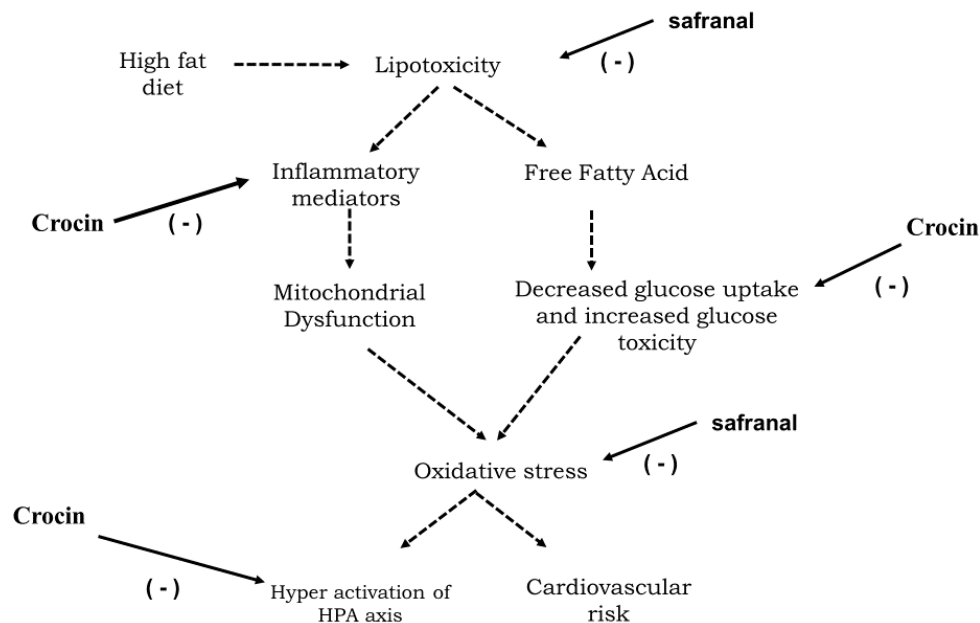 safranal
( - )
High fat
diet
Lipotoxicity
Inflammatory
mediators
Free Fatty Acid
Crocin
( - )
Crocin
( - )
Mitochondrial
Dysfunction
Decreased glucose uptake
and increased glucose
toxicity
safranal
( - )
Oxidative stress
Crocin
( - )
Hyper activation of
HPA axis
Cardiovascular
risk